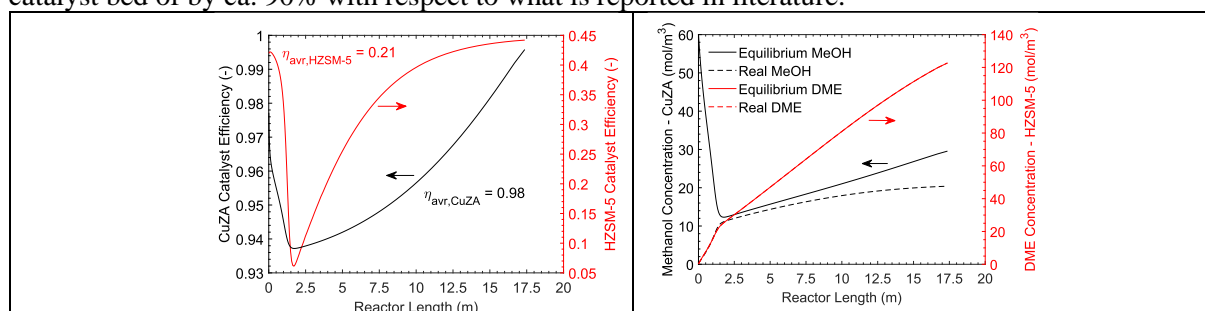 catalyst bed of by ca. 90% with respect to what is reported in literature.
CuZA Catalyst Efficiency (-)
1
0.99
0.98
0.97
0.96
0.95
0.94
0.93
ηavr,HZSM-5 = 0.21
ηavr,CuZA = 0.98
0.45
0.4
0.35
0.3
0.25
0.2
0.15
0.1
0.05
HZSM-5 Catalyst Efficiency (-)
0 2.5 5 7.5 10 12.5 15 17.5 20
Reactor Length (m)
Methanol Concentration - CuZA (mol/m³)
60
50
40
30
20
10
0
Equilibrium MeOH
Real MeOH
Equilibrium DME
Real DME
140
120
100
80
60
40
20
0
DME Concentration - HZSM-5 (mol/m³)
0 2.5 5 7.5 10 12.5 15 17.5 20
Reactor Length (m)